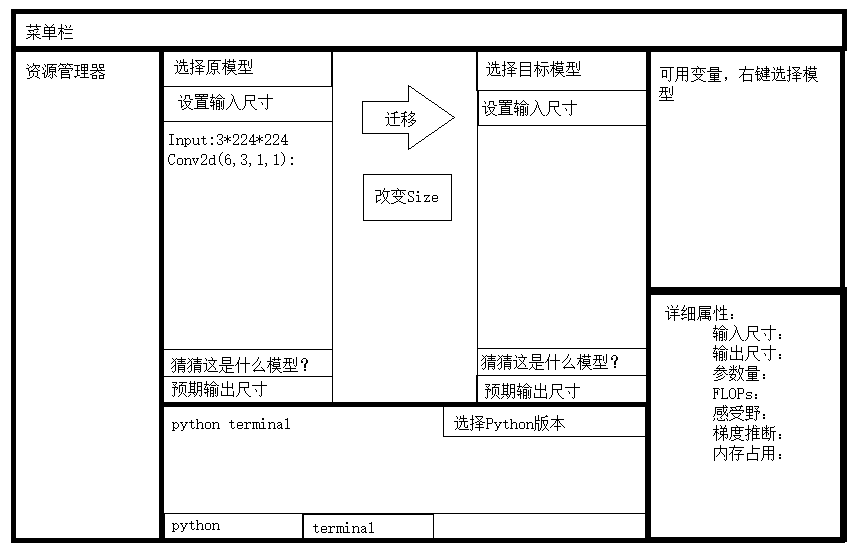 菜单栏
资源管理器
选择原模型
设置输入尺寸
Input:3*224*224
Conv2d(6,3,1,1):
猜猜这是什么模型？
预期输出尺寸
迁移
改变Size
选择目标模型
设置输入尺寸
猜猜这是什么模型？
预期输出尺寸
可用变量，右键选择模
型
详细属性：
输入尺寸：
输出尺寸：
参数量：
FLOPs：
感受野：
梯度推断：
内存占用：
python terminal
选择Python版本
python
terminal